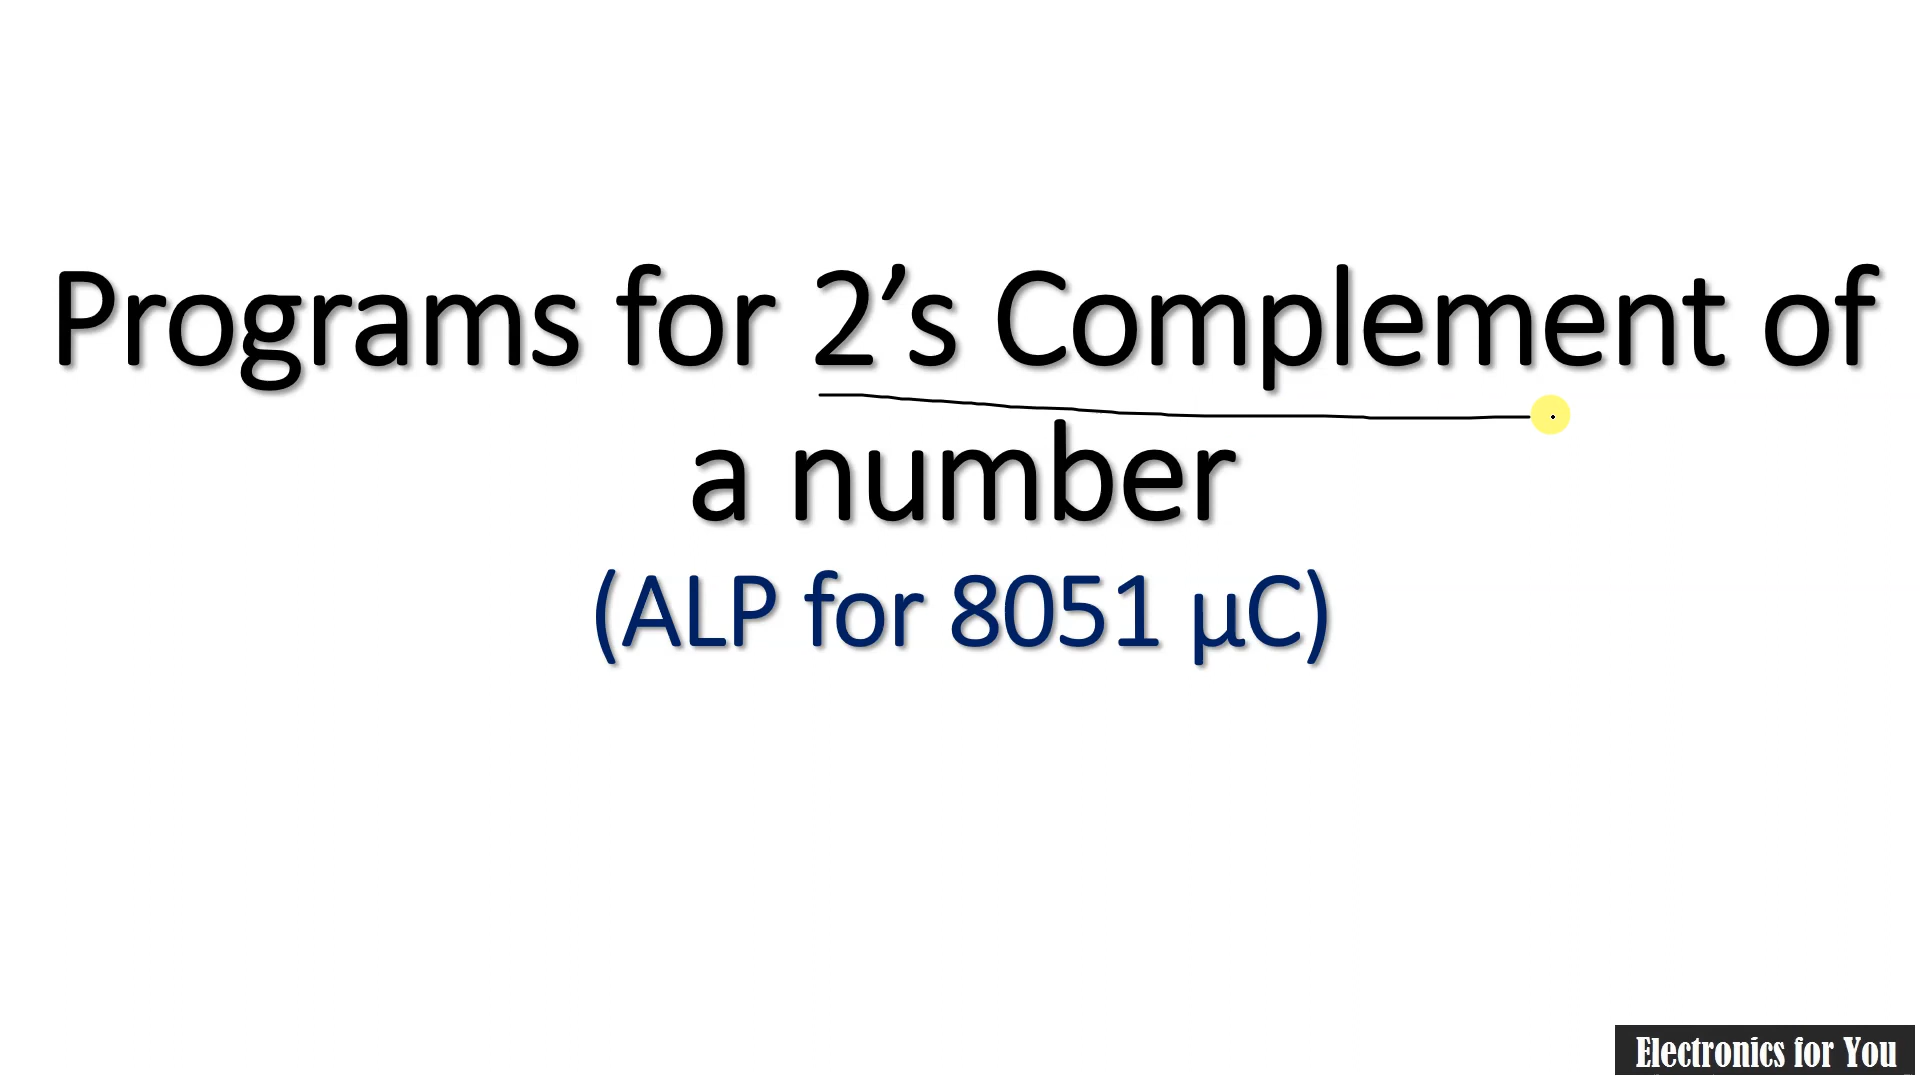 Programs for 2’s Complement of
a number
(ALP for 8051 µC)
Electronics for You